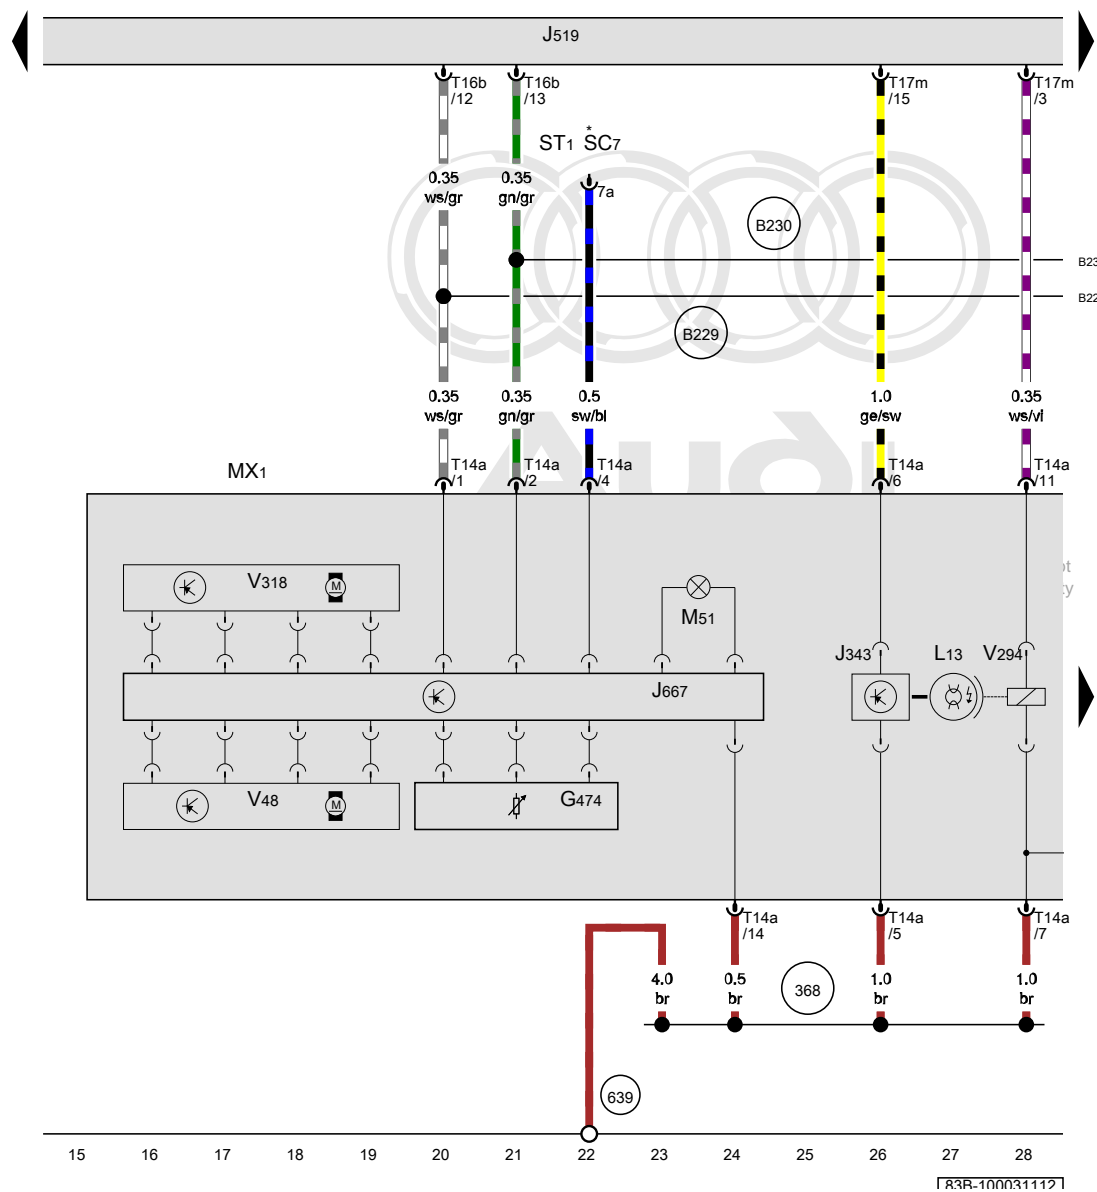 J519
T16b
/12
T16b
/13
T17m
/15
T17m
/3
*
ST1 SC7
7a
0.35
ws/gr
0.35
gn/gr
B230
B23
B22
B229
0.35
ws/gr
0.35
gn/gr
0.5
sw/bl
1.0
ge/sw
0.35
ws/vi
Audi
MX1
T14a
/1
T14a
/2
T14a
/4
T14a
/6
T14a
/11
V318
M
M51
J343
L13
V294
J667
V48
M
G474
T14a
/14
T14a
/5
T14a
/7
4.0
br
0.5
br
368
1.0
br
1.0
br
639
15 16 17 18 19 20 21 22 23 24 25 26 27 28
83B-100031112